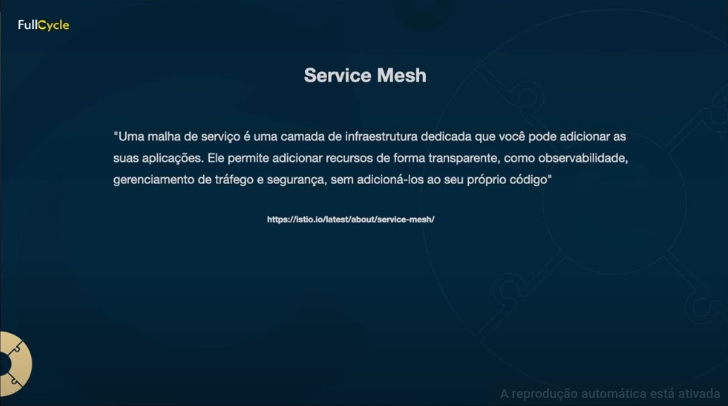 FullCycle
Service Mesh
"Uma malha de serviço é uma camada de infraestrutura dedicada que você pode adicionar as
suas aplicações. Ele permite adicionar recursos de forma transparente, como observabilidade,
gerenciamento de tráfego e segurança, sem adicioná-los ao seu próprio código"
https://istio.io/latest/about/service-mesh/
A reprodução automática está ativada